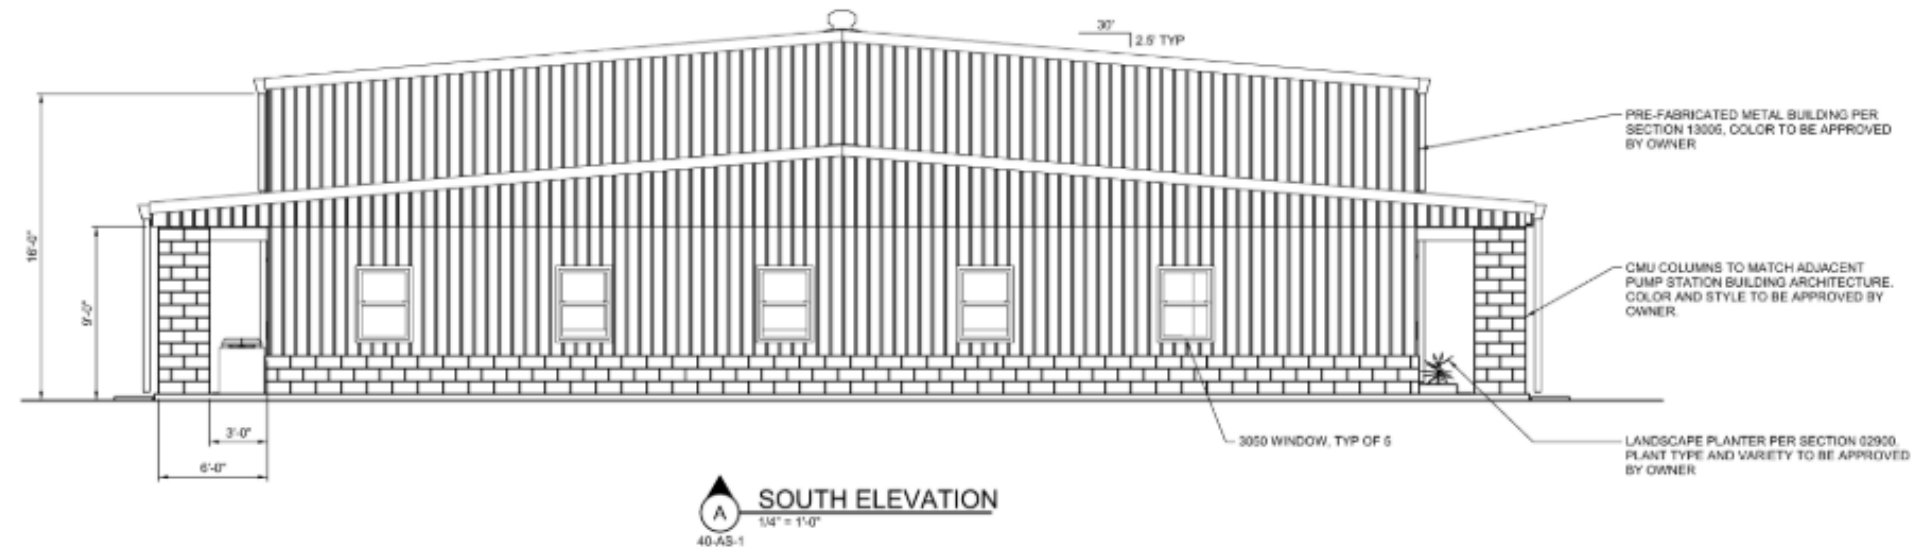 30'
2.5' TYP
PRE-FABRICATED METAL BUILDING PER
SECTION 13005, COLOR TO BE APPROVED
BY OWNER
16'-0"
9'-0"
CMU COLUMNS TO MATCH ADJACENT
PUMP STATION BUILDING ARCHITECTURE.
COLOR AND STYLE TO BE APPROVED BY
OWNER.
3'-0"
6'-0"
3050 WINDOW, TYP OF 5
LANDSCAPE PLANTER PER SECTION 02900,
PLANT TYPE AND VARIETY TO BE APPROVED
BY OWNER
A
SOUTH ELEVATION
1/4" = 1'-0"
40-AS-1